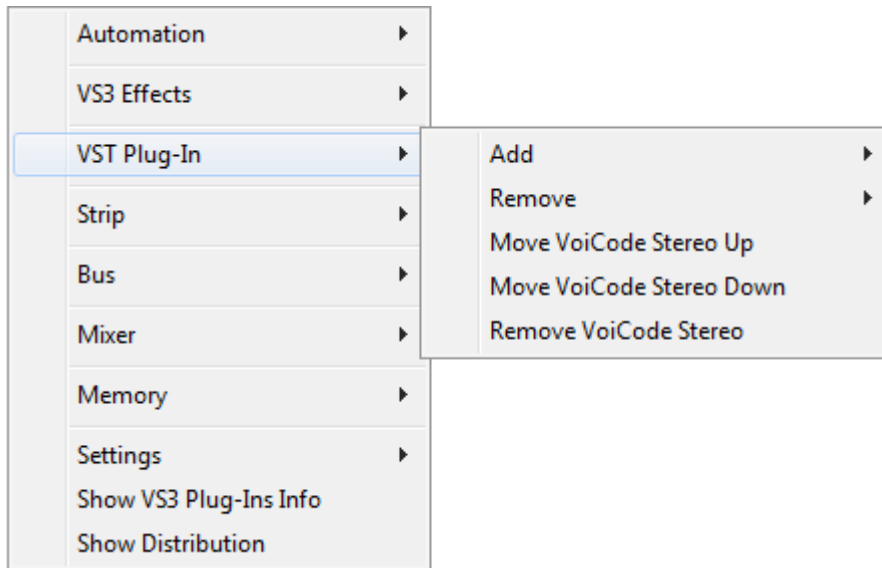 Automation
VS3 Effects
VST Plug-In
Strip
Bus
Mixer
Memory
Settings
Show VS3 Plug-Ins Info
Show Distribution
Add
Remove
Move VoiCode Stereo Up
Move VoiCode Stereo Down
Remove VoiCode Stereo